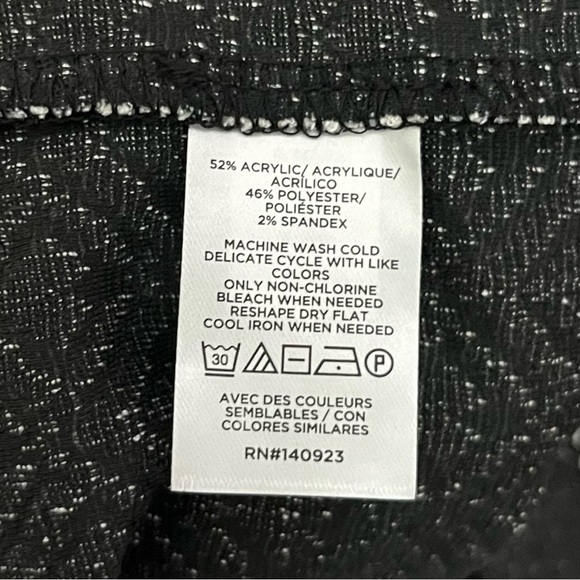 52% ACRYLIC/ ACRYLIQUE/
ACRÍLICO
46% POLYESTER/
POLIÉSTER
2% SPANDEX
MACHINE WASH COLD
DELICATE CYCLE WITH LIKE
COLORS
ONLY NON-CHLORINE
BLEACH WHEN NEEDED
RESHAPE DRY FLAT
COOL IRON WHEN NEEDED
30 P
AVEC DES COULEURS
SEMBLABLES / CON
COLORES SIMILARES
RN#140923